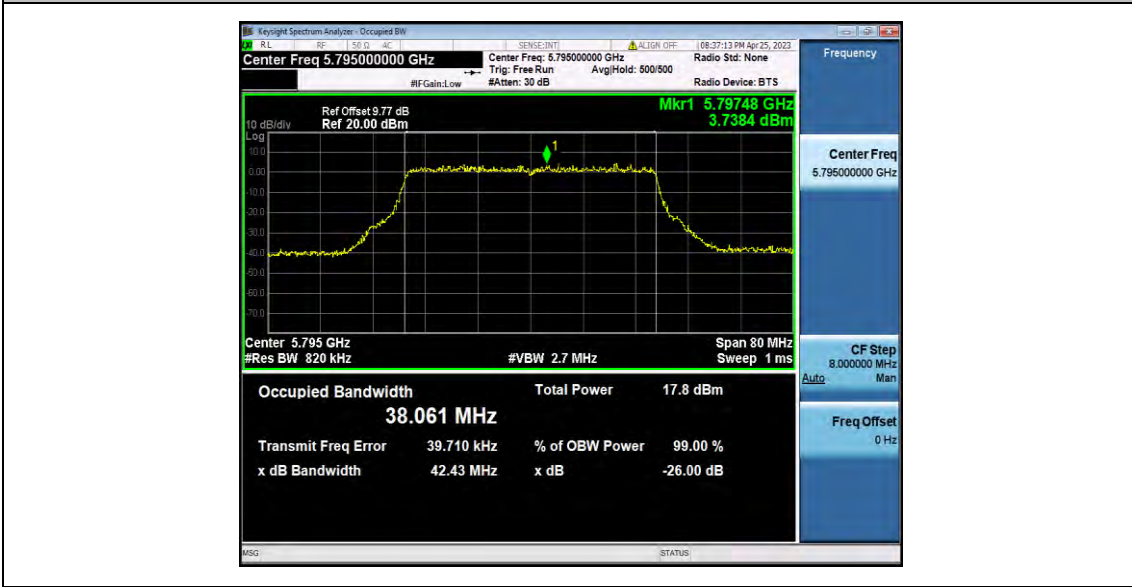 Keysight Spectrum Analyzer - Occupied BW
RL RF 50 Ω AC SENSE:INT ALIGN OFF 08:37:13 PM Apr 25, 2023
Center Freq 5.795000000 GHz
Center Freq: 5.795000000 GHz Radio Std: None
Trig: Free Run Avg|Hold: 500/500
#IFGain:Low #Atten: 30 dB Radio Device: BTS
Frequency
Mkr1 5.79748 GHz
3.7384 dBm
Ref Offset 9.77 dB
10 dB/div Ref 20.00 dBm
Log
10.0
0.00
-10.0
-20.0
-30.0
-40.0
-50.0
-60.0
-70.0
1
Center 5.795 GHz Span 80 MHz
#Res BW 820 kHz #VBW 2.7 MHz Sweep 1 ms
Center Freq
5.795000000 GHz
CF Step
8.000000 MHz
Auto Man
Freq Offset
0 Hz
Occupied Bandwidth Total Power 17.8 dBm
38.061 MHz
Transmit Freq Error 39.710 kHz % of OBW Power 99.00 %
x dB Bandwidth 42.43 MHz x dB -26.00 dB
MSG STATUS